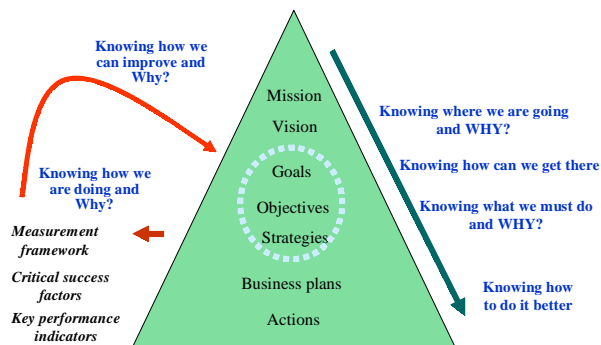 Knowing how we
can improve and
Why?
Knowing how we
are doing and
Why?
Measurement
framework
Critical success
factors
Key performance
indicators
Mission
Vision
Goals
Objectives
Strategies
Business plans
Actions
Knowing where we are going
and WHY?
Knowing how can we get there
Knowing what we must do
and WHY?
Knowing how
to do it better